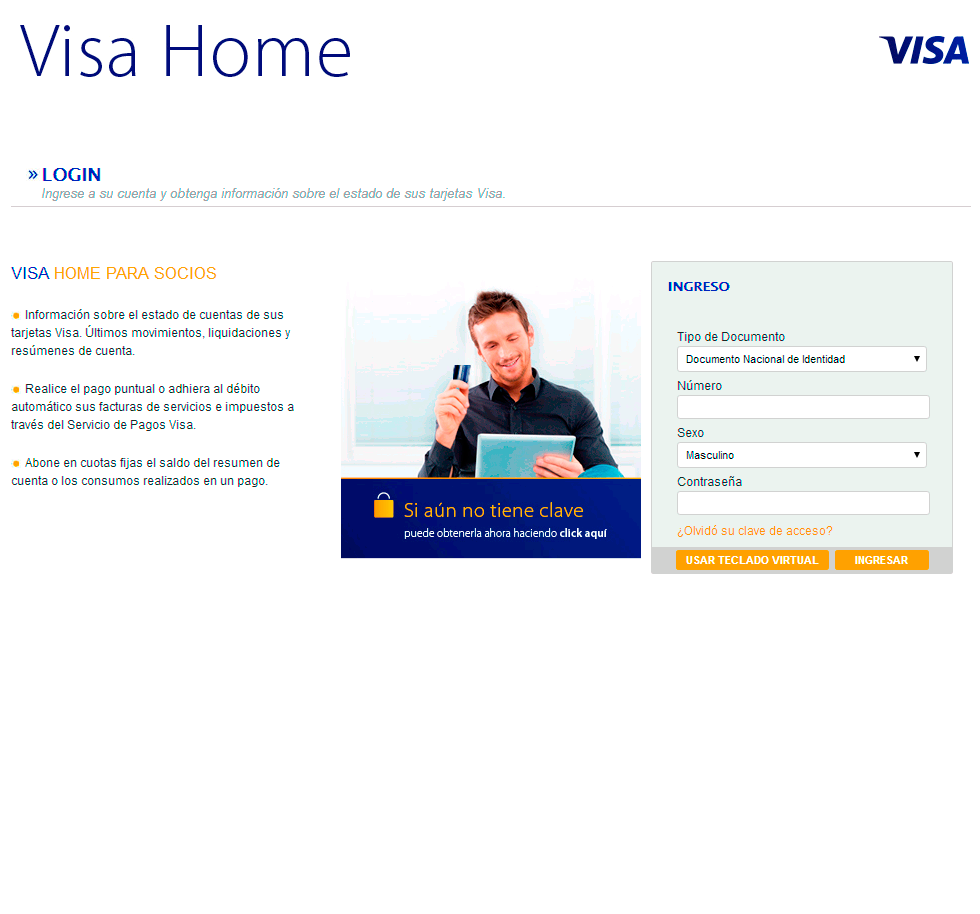 Visa Home
VISA
» LOGIN
Ingrese a su cuenta y obtenga información sobre el estado de sus tarjetas Visa.
VISA HOME PARA SOCIOS
Información sobre el estado de cuentas de sus
tarjetas Visa. Últimos movimientos, liquidaciones y
resúmenes de cuenta.
Realice el pago puntual o adhiera al débito
automático sus facturas de servicios e impuestos a
través del Servicio de Pagos Visa.
Abone en cuotas fijas el saldo del resumen de
cuenta o los consumos realizados en un pago.
Si aún no tiene clave
puede obtenerla ahora haciendo click aquí
INGRESO
Tipo de Documento
Documento Nacional de Identidad
Número
Sexo
Masculino
Contraseña
¿Olvidó su clave de acceso?
USAR TECLADO VIRTUAL
INGRESAR